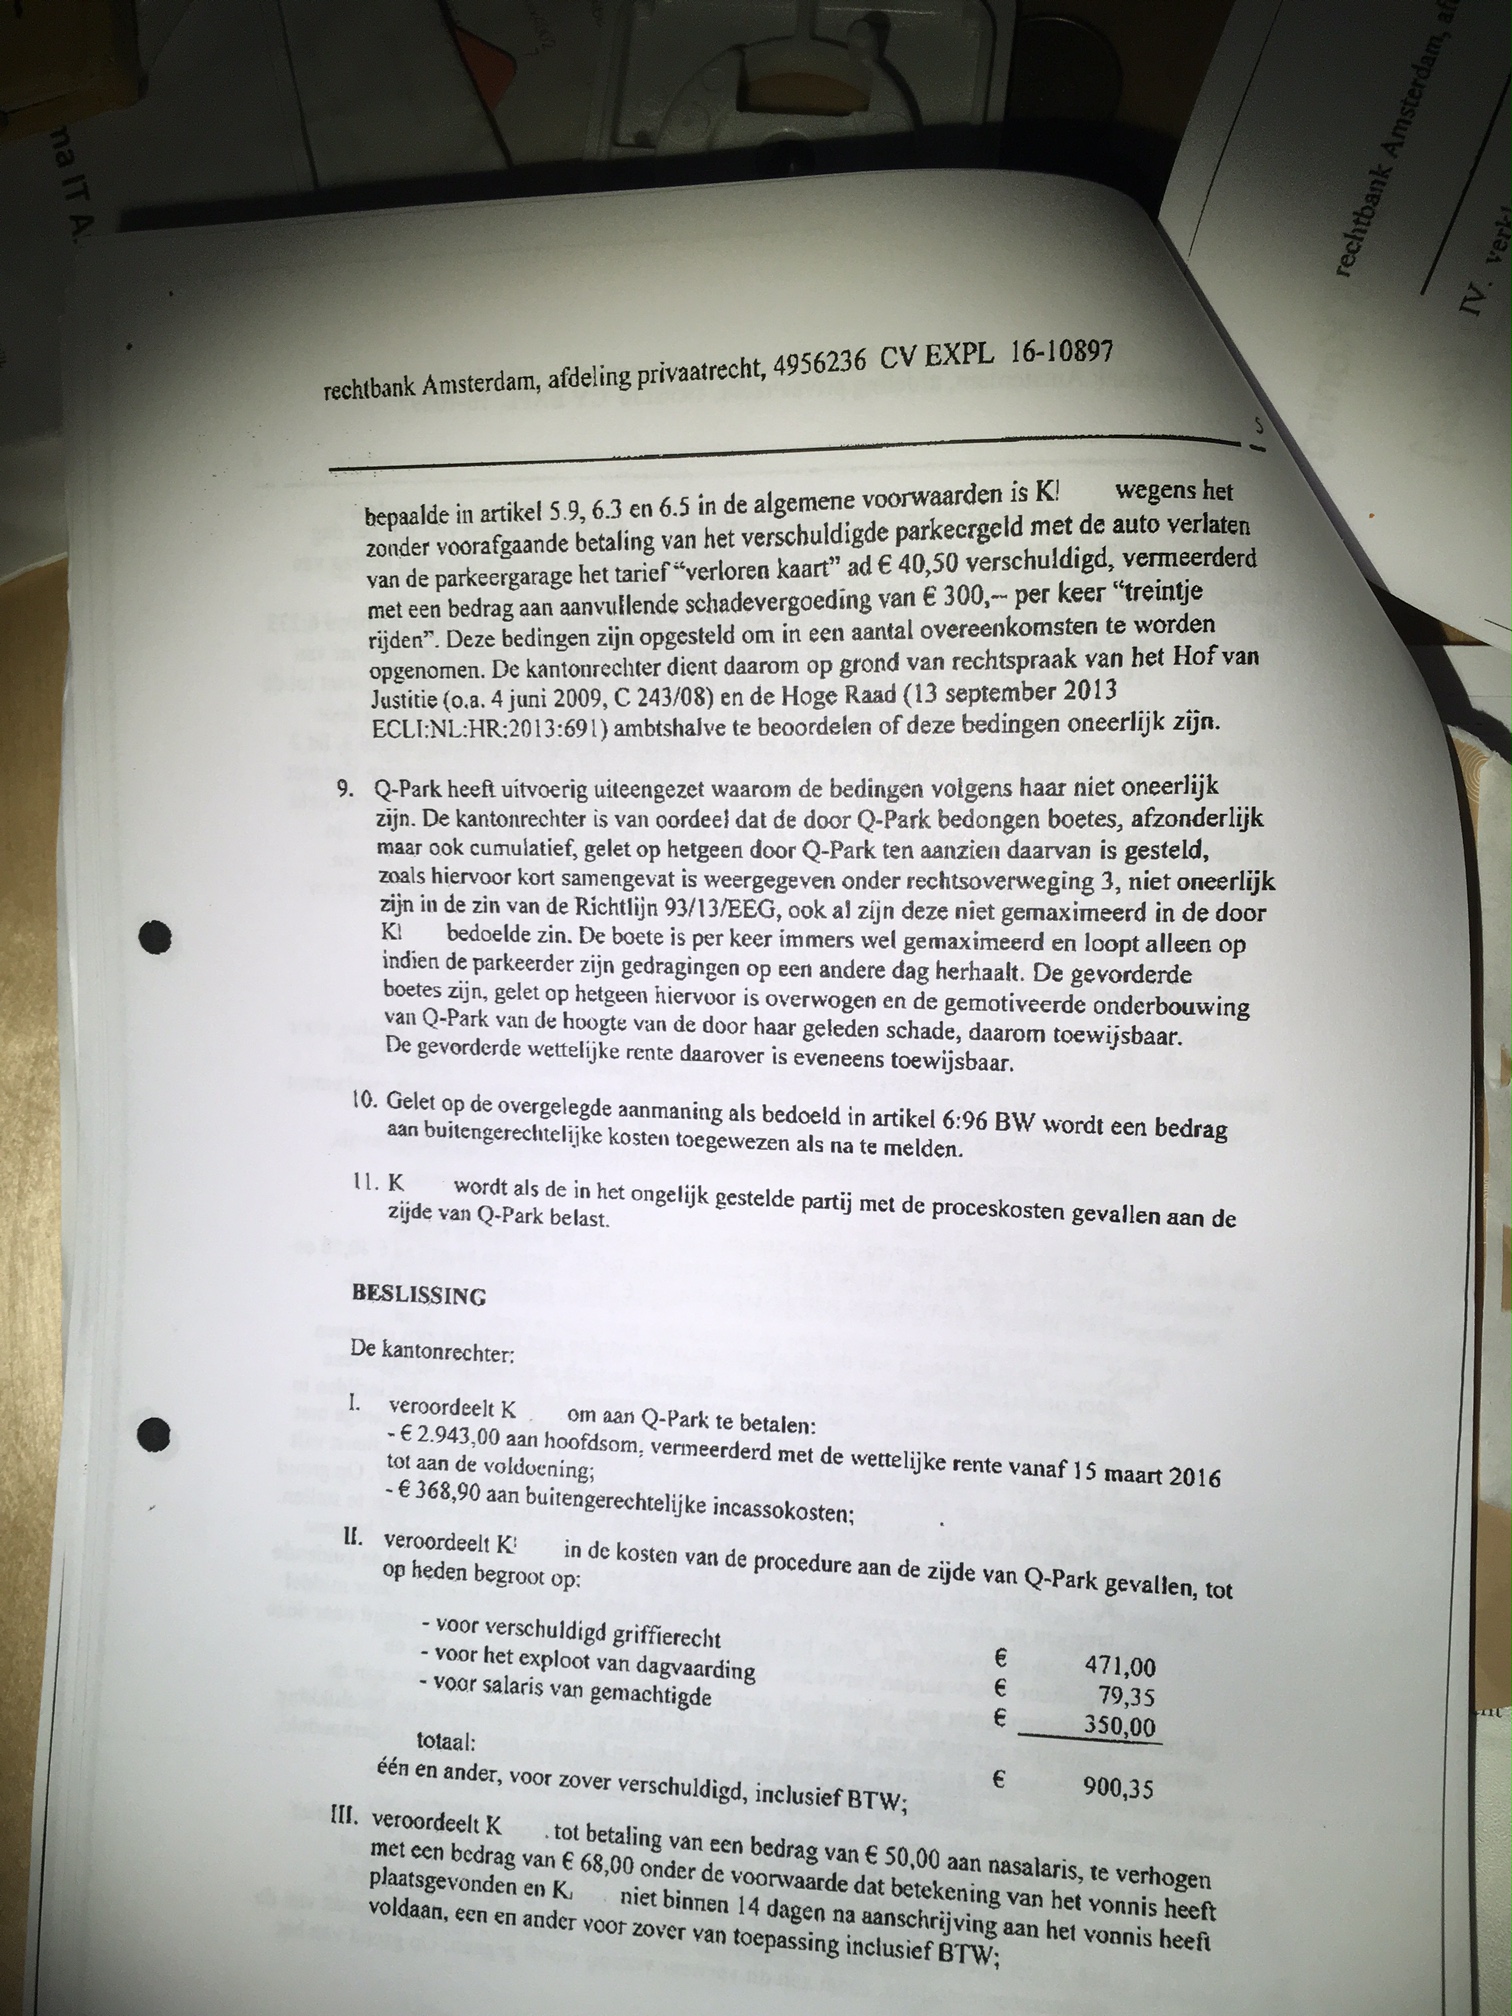 na IT A.
rechtbank Amsterdam, af
IV. verk
rechtbank Amsterdam, afdeling privaatrecht, 4956236 CV EXPL 16-10897
5
bepaalde in artikel 5.9, 6.3 en 6.5 in de algemene voorwaarden is K! wegens het
zonder voorafgaande betaling van het verschuldigde parkeergeld met de auto verlaten
van de parkeergarage het tarief "verloren kaart" ad € 40,50 verschuldigd, vermeerderd
met een bedrag aan aanvullende schadevergoeding van € 300,-- per keer "treintje
rijden". Deze bedingen zijn opgesteld om in een aantal overeenkomsten te worden
opgenomen. De kantonrechter dient daarom op grond van rechtspraak van het Hof van
Justitie (o.a. 4 juni 2009, C 243/08) en de Hoge Raad (13 september 2013
ECLI:NL:HR:2013:691) ambtshalve te beoordelen of deze bedingen oneerlijk zijn.
9. Q-Park heeft uitvoerig uiteengezet waarom de bedingen volgens haar niet oneerlijk
zijn. De kantonrechter is van oordeel dat de door Q-Park bedongen boetes, afzonderlijk
maar ook cumulatief, gelet op hetgeen door Q-Park ten aanzien daarvan is gesteld,
zoals hiervoor kort samengevat is weergegeven onder rechtsoverweging 3, niet oneerlijk
zijn in de zin van de Richtlijn 93/13/EEG, ook al zijn deze niet gemaximeerd in de door
K! bedoelde zin. De boete is per keer immers wel gemaximeerd en loopt alleen op
indien de parkeerder zijn gedragingen op een andere dag herhaalt. De gevorderde
boetes zijn, gelet op hetgeen hiervoor is overwogen en de gemotiveerde onderbouwing
van Q-Park van de hoogte van de door haar geleden schade, daarom toewijsbaar.
De gevorderde wettelijke rente daarover is eveneens toewijsbaar.
10. Gelet op de overgelegde aanmaning als bedoeld in artikel 6:96 BW wordt een bedrag
aan buitengerechtelijke kosten toegewezen als na te melden.
11. K wordt als de in het ongelijk gestelde partij met de proceskosten gevallen aan de
zijde van Q-Park belast.
BESLISSING
De kantonrechter:
I. veroordeelt K om aan Q-Park te betalen:
- € 2.943,00 aan hoofdsom, vermeerderd met de wettelijke rente vanaf 15 maart 2016
tot aan de voldoening;
- € 368,90 aan buitengerechtelijke incassokosten;
II. veroordeelt K in de kosten van de procedure aan de zijde van Q-Park gevallen, tot
op heden begroot op:
- voor verschuldigd griffierecht € 471,00
- voor het exploot van dagvaarding € 79,35
- voor salaris van gemachtigde € 350,00
totaal: € 900,35
één en ander, voor zover verschuldigd, inclusief BTW;
III. veroordeelt K tot betaling van een bedrag van € 50,00 aan nasalaris, te verhogen
met een bedrag van € 68,00 onder de voorwaarde dat betekening van het vonnis heeft
plaatsgevonden en K niet binnen 14 dagen na aanschrijving aan het vonnis heeft
voldaan, een en ander voor zover van toepassing inclusief BTW;